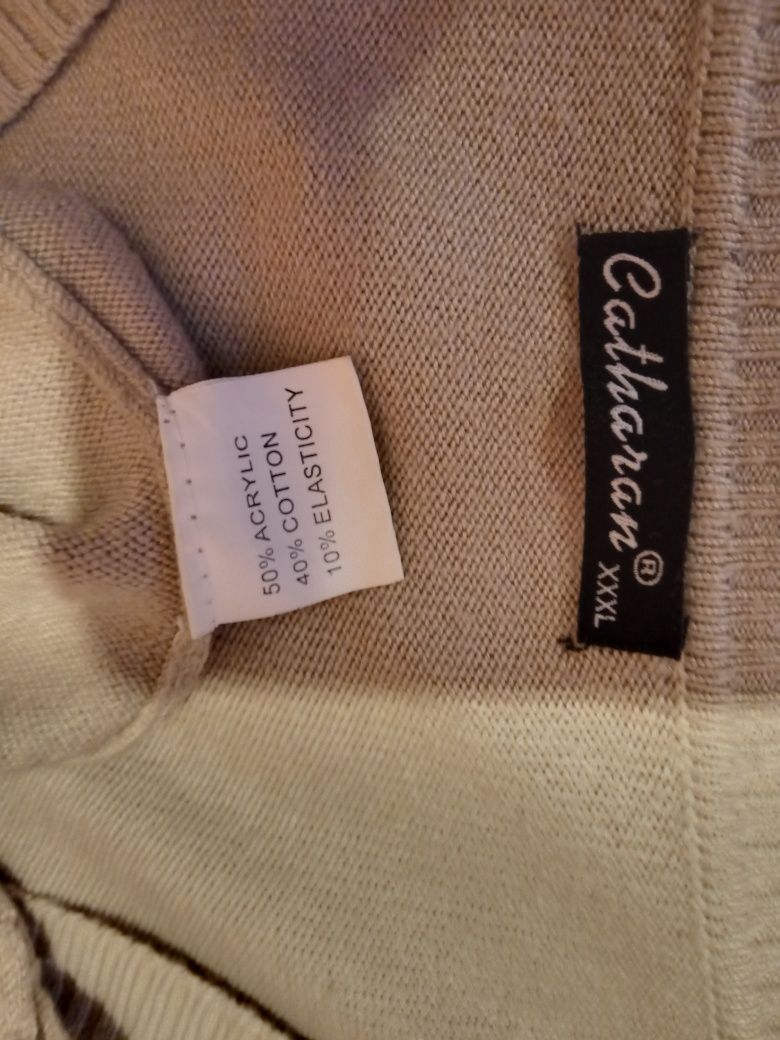 50% ACRYLIC
40% COTTON
10% ELASTICITY
Catharan® XXXL